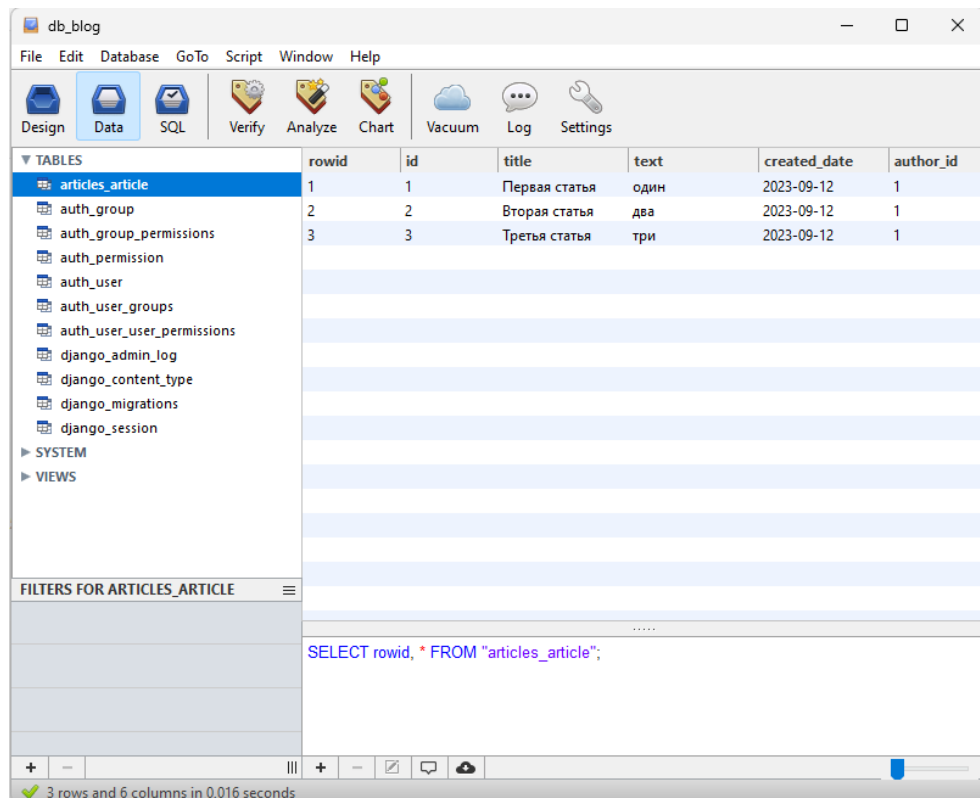 db_blog
File Edit Database GoTo Script Window Help
Design Data SQL Verify Analyze Chart Vacuum Log Settings
TABLES
articles_article
auth_group
auth_group_permissions
auth_permission
auth_user
auth_user_groups
auth_user_user_permissions
django_admin_log
django_content_type
django_migrations
django_session
SYSTEM
VIEWS
FILTERS FOR ARTICLES_ARTICLE
rowid id title text created_date author_id
1 1 Первая статья один 2023-09-12 1
2 2 Вторая статья два 2023-09-12 1
3 3 Третья статья три 2023-09-12 1
SELECT rowid, * FROM "articles_article";
3 rows and 6 columns in 0.016 seconds